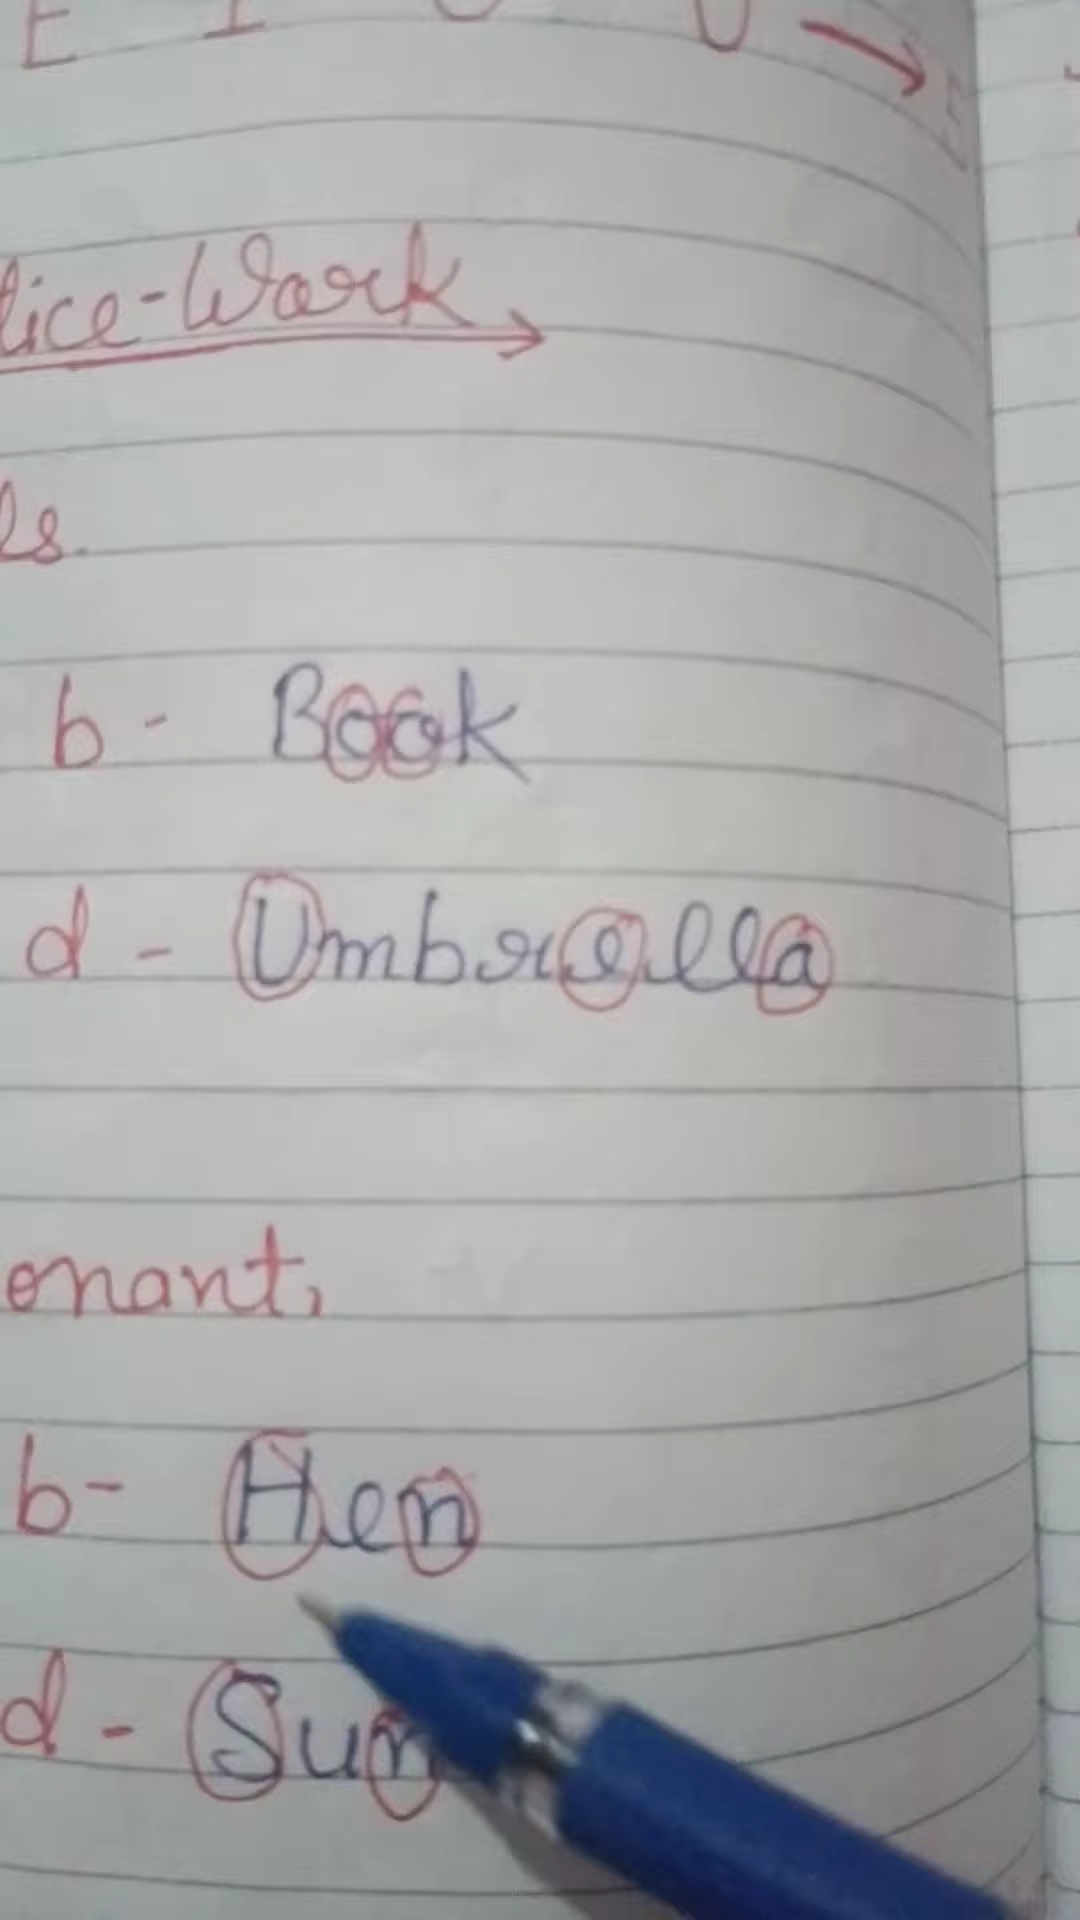 E I O U →
tice-Work
ls.
b - Book
d - Umbrella
onant,
b- Hen
d - Sun